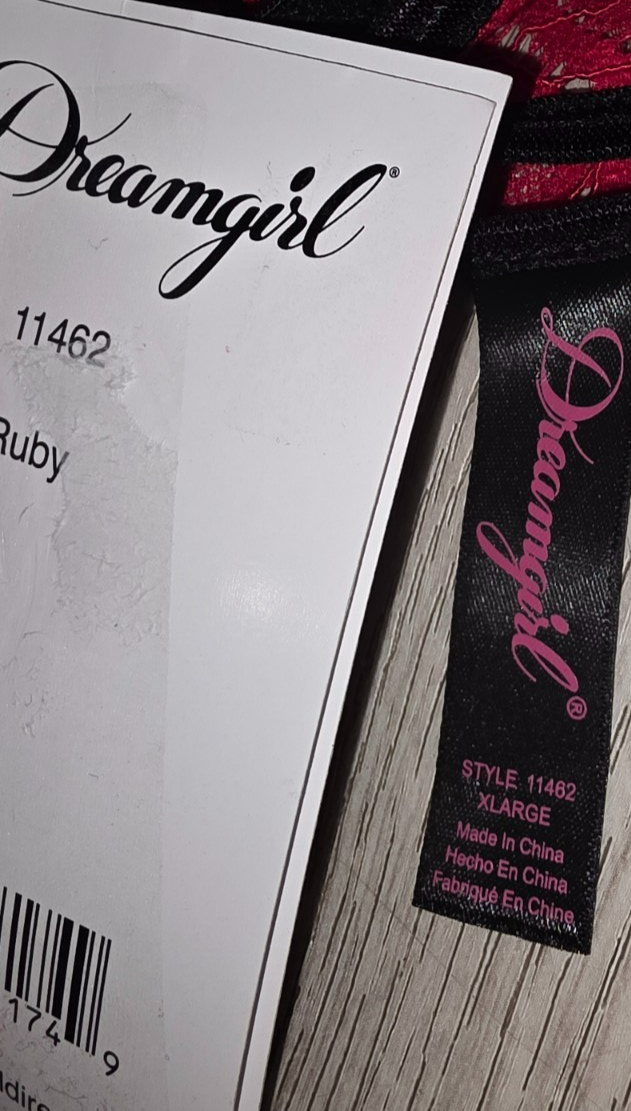 Dreamgirl®
11462
Ruby
174 9
Dreamgirl®
STYLE 11462
XLARGE
Made In China
Hecho En China
Fabriqué En Chine